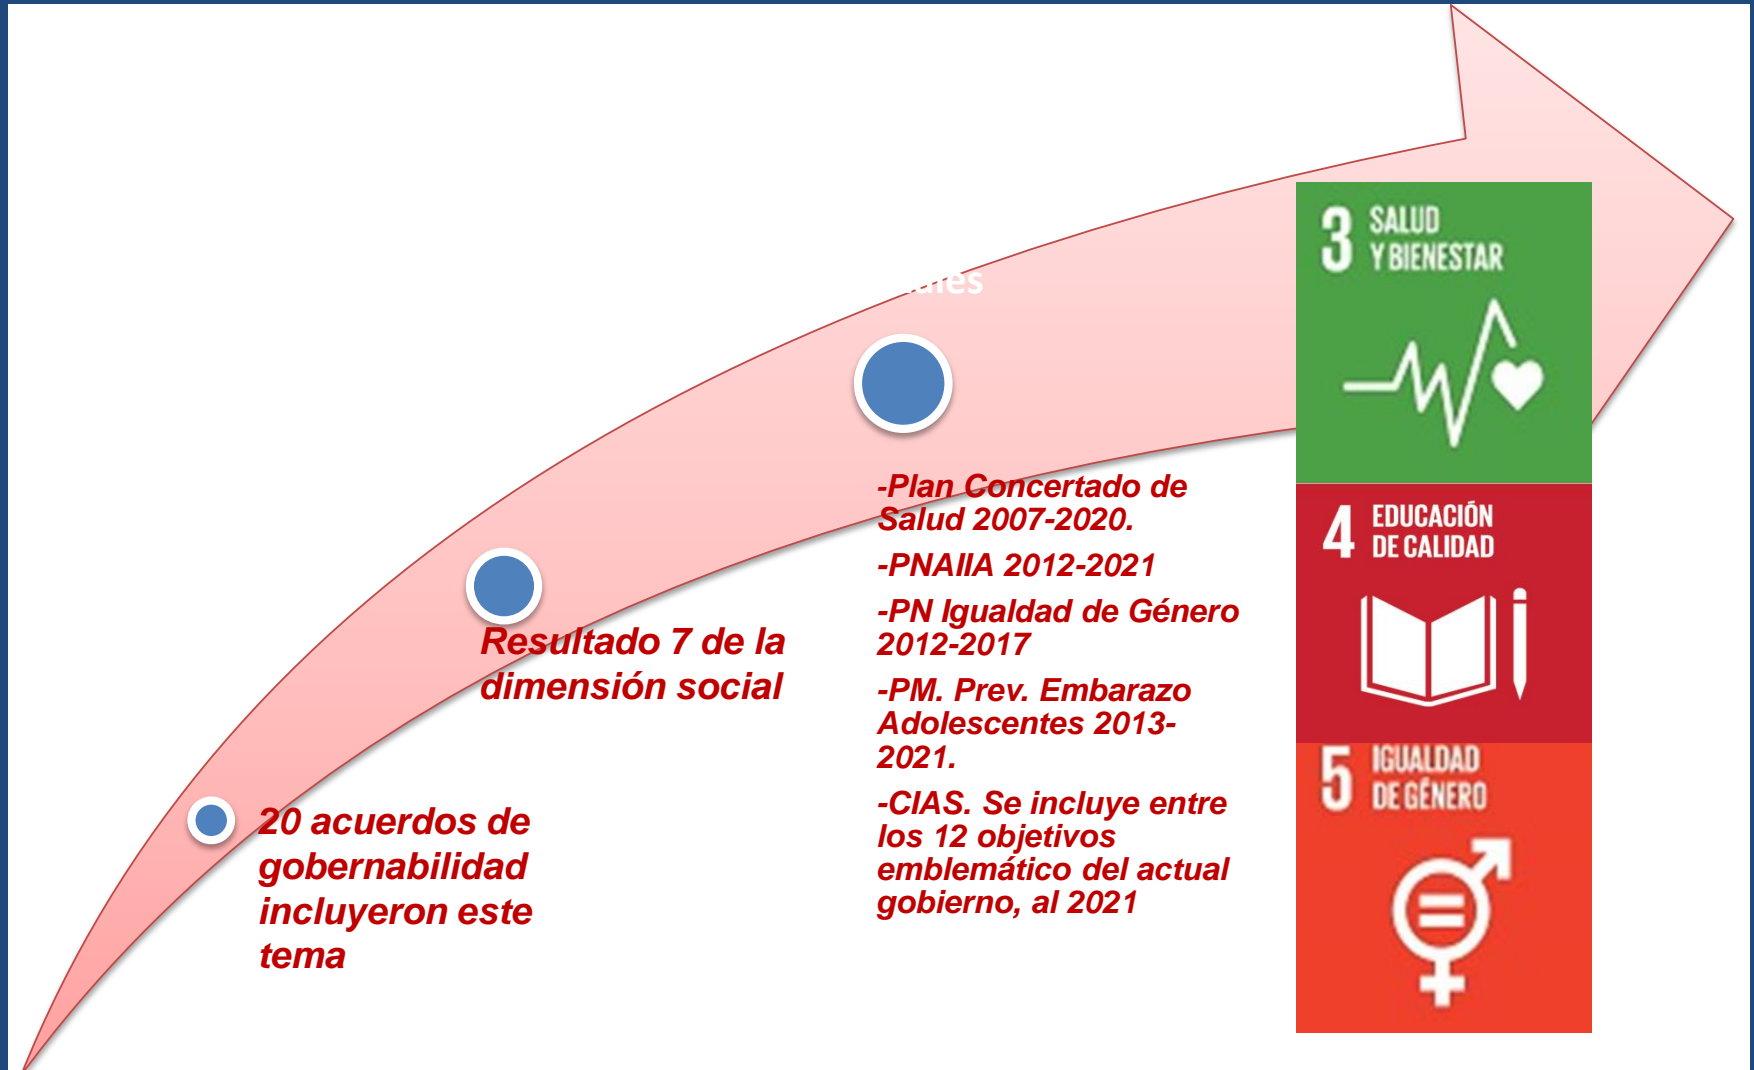 20 acuerdos de
gobernabilidad
incluyeron este
tema
Resultado 7 de la
dimensión social
-Plan Concertado de
Salud 2007-2020.
-PNAIIA 2012-2021
-PN Igualdad de Género
2012-2017
-PM. Prev. Embarazo
Adolescentes 2013-
2021.
-CIAS. Se incluye entre
los 12 objetivos
emblemático del actual
gobierno, al 2021
3 SALUD
Y BIENESTAR
4 EDUCACIÓN
DE CALIDAD
5 IGUALDAD
DE GÉNERO